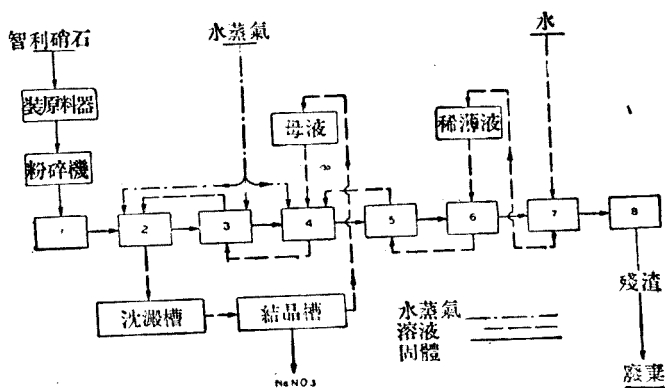 智利硝石
水蒸氣
水
裝原料器
母液
稀薄液
粉碎機
1
2
3
4
5
6
7
8
沈澱槽
結晶槽
NaNO3
水蒸氣
溶液
固體
殘渣
廢棄